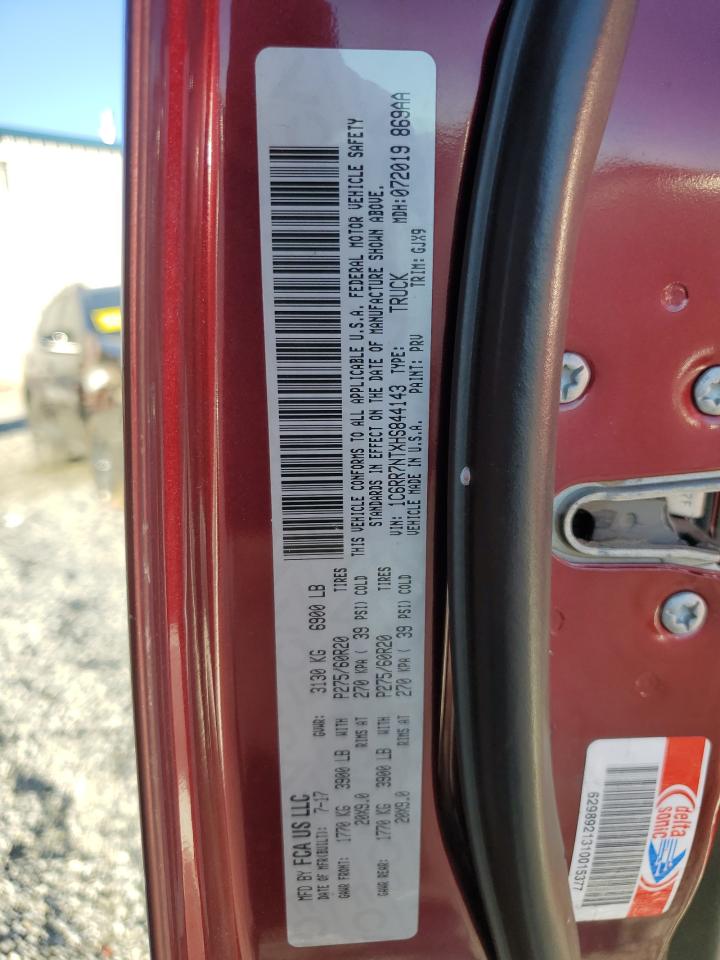 MFD BY FCA US LLC
DATE OF MFR(BUILT): 7-17 GVWR: 3130 KG 6900 LB
GAWR FRONT: 1770 KG 3900 LB WITH P275/60R20 TIRES
20X9.0 RIMS AT 270 KPA ( 39 PSI) COLD
GAWR REAR: 1770 KG 3900 LB WITH P275/60R20 TIRES
20X9.0 RIMS AT 270 KPA ( 39 PSI) COLD
THIS VEHICLE CONFORMS TO ALL APPLICABLE U.S.A. FEDERAL MOTOR VEHICLE SAFETY
STANDARDS IN EFFECT ON THE DATE OF MANUFACTURE SHOWN ABOVE.
VIN: 1C6RR7NTXHS844143 TYPE: TRUCK MDH:072019 869AA
VEHICLE MADE IN U.S.A. PAINT: PRV TRIM: GJX9
delta
sonic
6298921310015377